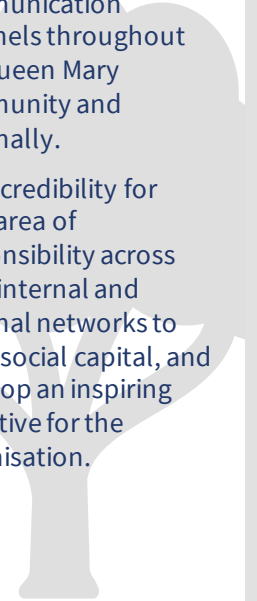 munication
nels throughout
ueen Mary
munity and
nally.
credibility for
area of
nsibility across
internal and
nal networks to
social capital, and
op an inspiring
tive for the
nisation.